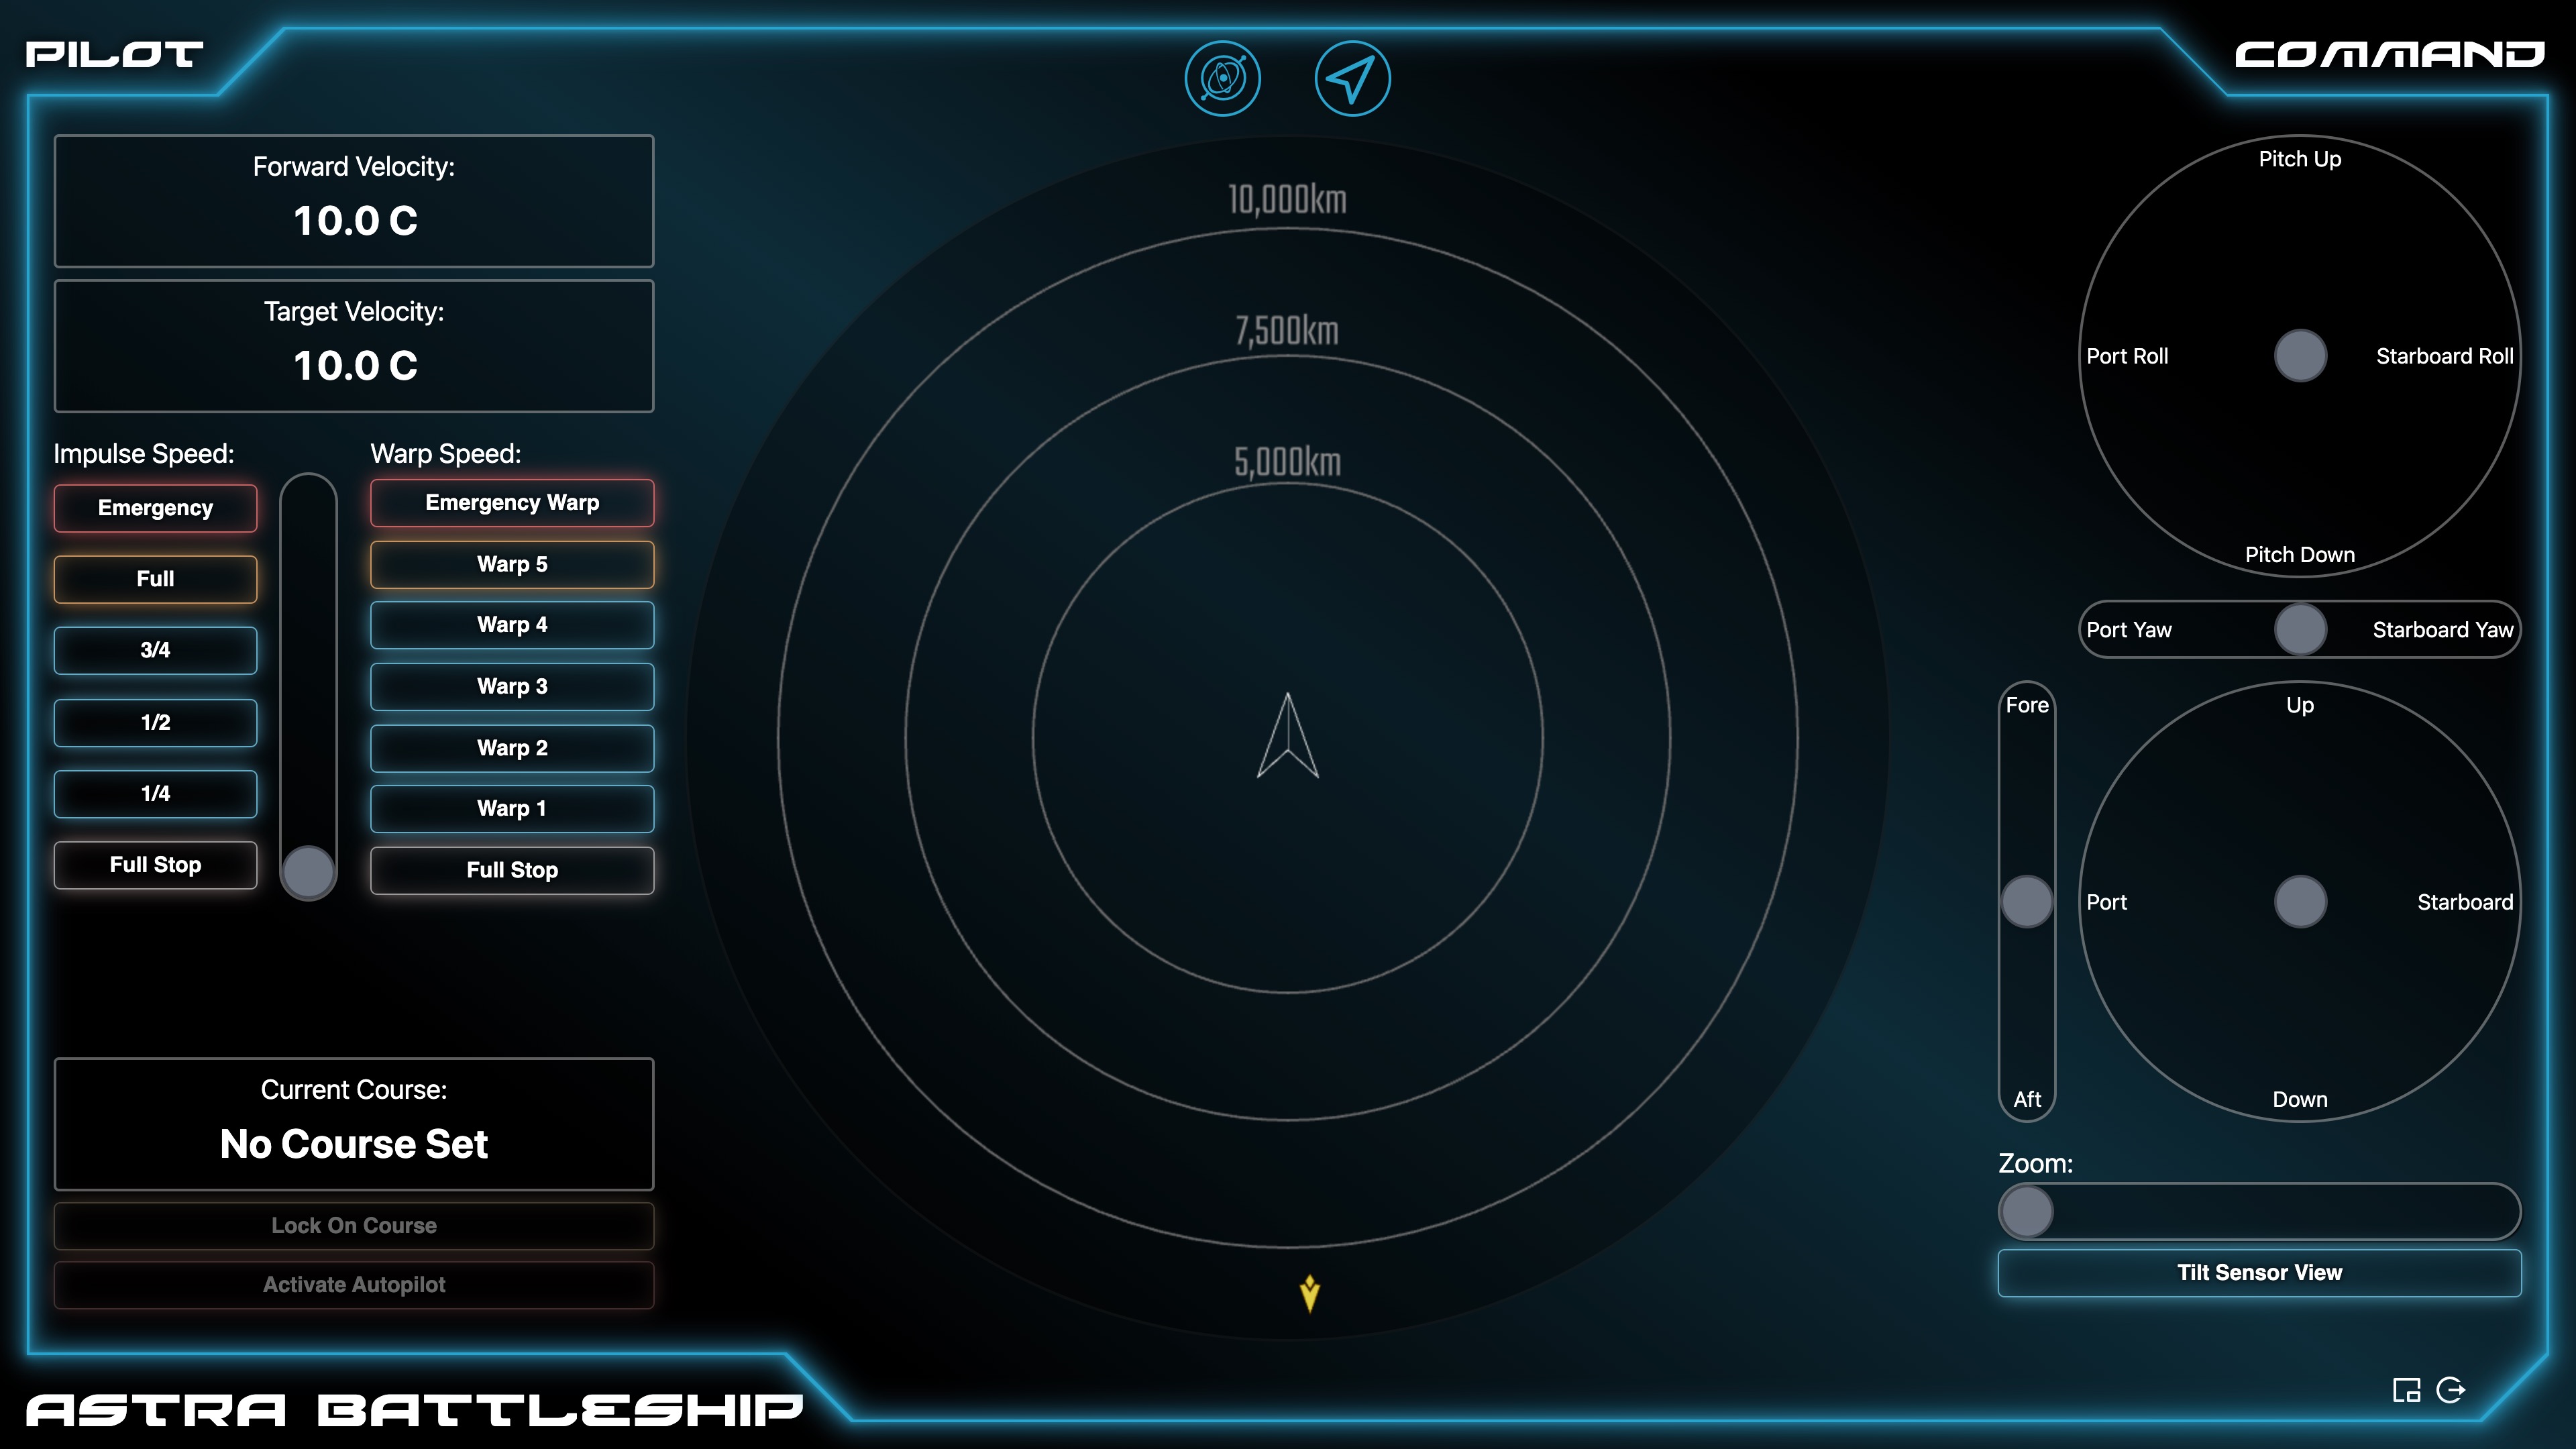 PILOT
COMMAND
Forward Velocity:
10.0 C
Target Velocity:
10.0 C
Impulse Speed:
Emergency
Full
3/4
1/2
1/4
Full Stop
Warp Speed:
Emergency Warp
Warp 5
Warp 4
Warp 3
Warp 2
Warp 1
Full Stop
Current Course:
No Course Set
Lock On Course
Activate Autopilot
10,000km
7,500km
5,000km
Pitch Up
Port Roll
Starboard Roll
Pitch Down
Port Yaw
Starboard Yaw
Fore
Aft
Up
Port
Starboard
Down
Zoom:
Tilt Sensor View
ASTRA BATTLESHIP